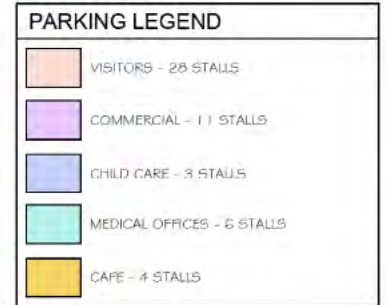 PARKING LEGEND
VISITORS - 28 STALLS
COMMERCIAL - 11 STALLS
CHILD CARE - 3 STALLS
MEDICAL OFFICES - 6 STALLS
CAFE - 4 STALLS